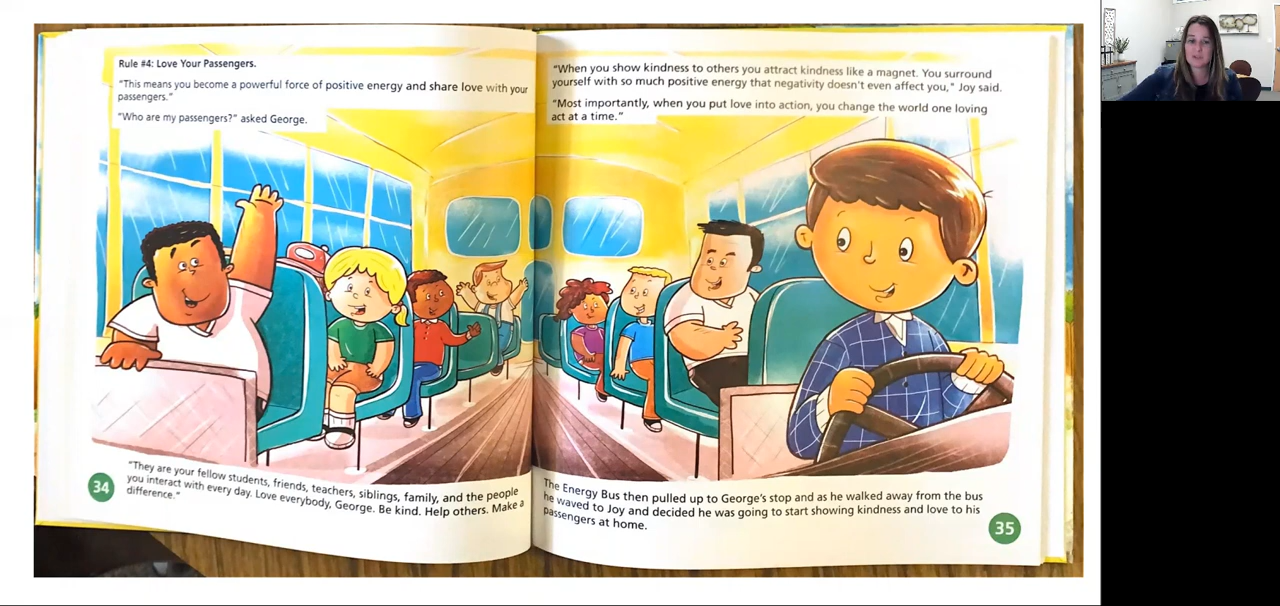 Rule #4: Love Your Passengers.
"This means you become a powerful force of positive energy and share love with your
passengers."
"Who are my passengers?" asked George.
"They are your fellow students, friends, teachers, siblings, family, and the people
you interact with every day. Love everybody, George. Be kind. Help others. Make a
difference."
34
"When you show kindness to others you attract kindness like a magnet. You surround
yourself with so much positive energy that negativity doesn't even affect you," Joy said.
"Most importantly, when you put love into action, you change the world one loving
act at a time."
The Energy Bus then pulled up to George's stop and as he walked away from the bus
he waved to Joy and decided he was going to start showing kindness and love to his
passengers at home.
35